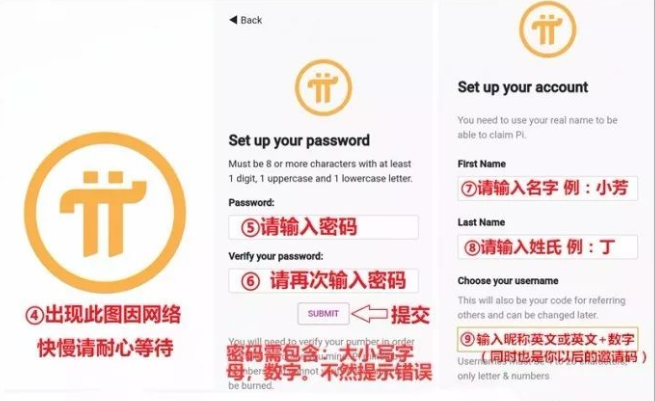 ④出现此图因网络
快慢请耐心等待
Back
Set up your password
Must be 8 or more characters with at least
1 digit, 1 uppercase and 1 lowercase letter.
Password:
⑤请输入密码
Verify your password:
⑥ 请再次输入密码
SUBMIT
提交
You will need to verify your number in order
密码需包含：大小写字
母，数字。不然提示错误
be burned.
Set up your account
You need to use your real name to be
able to claim Pi.
First Name
⑦请输入名字 例：小芳
Last Name
⑧请输入姓氏 例：丁
Choose your username
This will also be your code for referring
others and can be changed later.
⑨输入昵称英文或英文+数字
（同时也是你以后的邀请码）
only letter & numbers